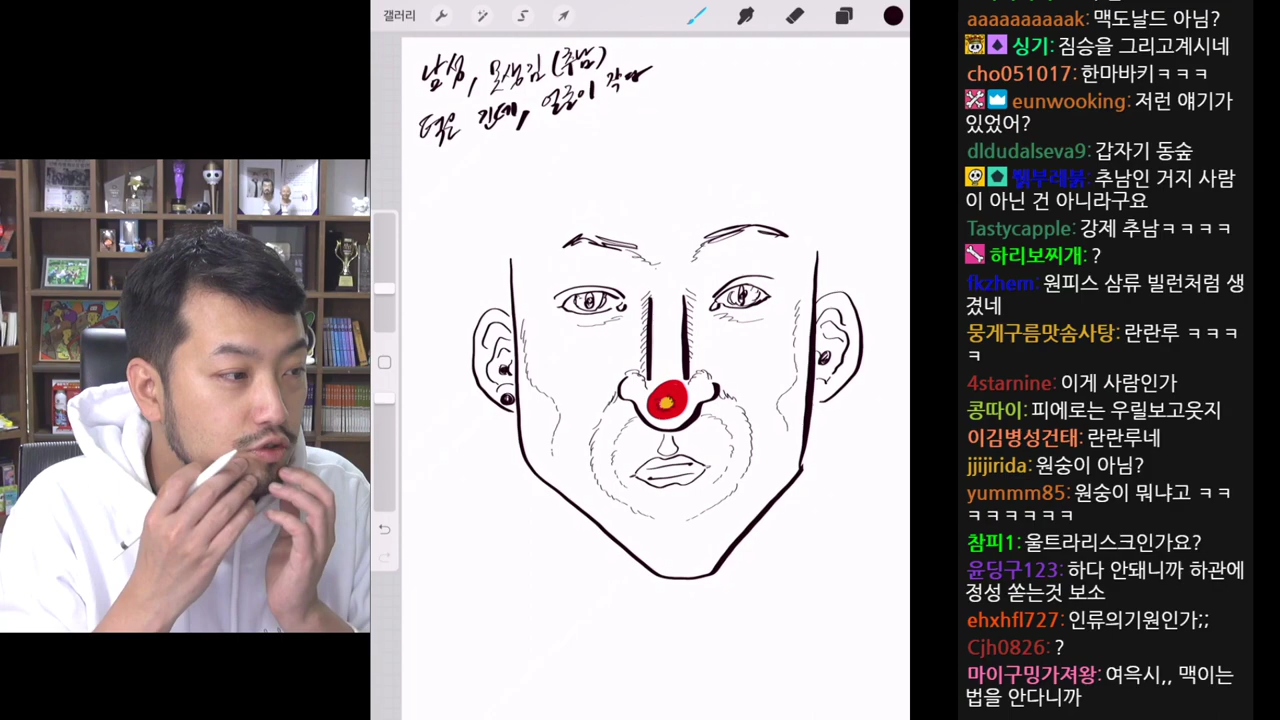 갤러리
남성, 못생김(추남)
턱은 긴데, 얼굴이 각다
aaaaaaaaaak: 맥도날드 아님?
싱기: 짐승을 그리고계시네
cho051017: 한마바키ㅋㅋㅋ
eunwooking: 저런 얘기가
있었어?
dldudalseva9: 갑자기 동숲
추남인 거지 사람
이 아닌 건 아니라구요
Tastycapple: 강제 추남ㅋㅋㅋㅋ
하리보찌개: ?
fkzhem: 원피스 삼류 빌런처럼 생
겼네
뭉게구름맛솜사탕: 란란루 ㅋㅋㅋ
ㅋ
4starnine: 이게 사람인가
콩따이: 피에로는 우릴보고웃지
이김병성건태: 란란루네
jjijirida: 원숭이 아님?
yummm85: 원숭이 뭐냐고 ㅋㅋ
ㅋㅋㅋㅋㅋㅋ
참피1: 울트라리스크인가요?
윤딩구123: 하다 안돼니까 하관에
정성 쏟는것 보소
ehxhfl727: 인류의기원인가;;
Cjh0826: ?
마이구밍가져왕: 여윽시,, 맥이는
법을 안다니까